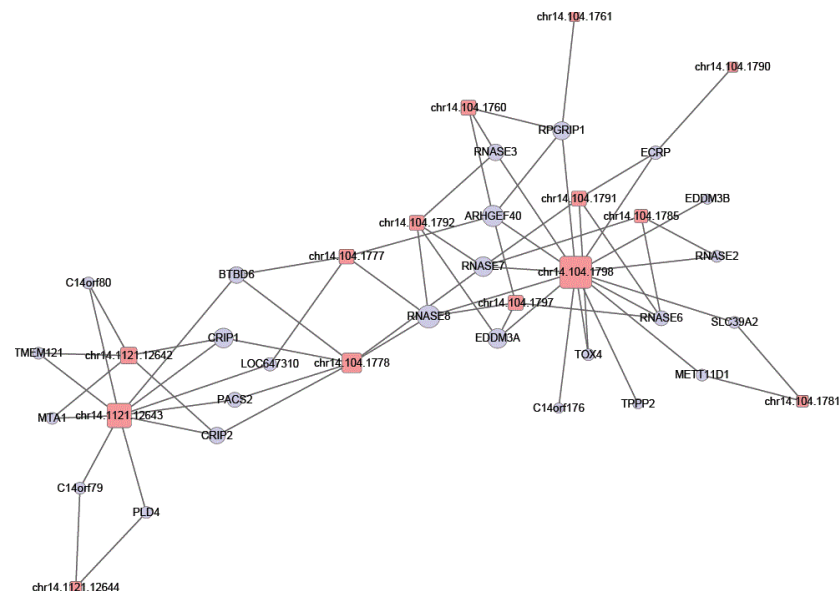 chr14.104.1761
chr14.104.1790
chr14.104.1760
RPGRIP1
RNASE3
ECRP
chr14.104.1791
EDDM3B
ARHGEF40
chr14.104.1785
chr14.104.1792
chr14.104.1777
RNASE2
RNASE7
BTBD6
chr14.104.1798
C14orf80
chr14.104.1797
RNASE8
RNASE6
SLC39A2
CRIP1
EDDM3A
TMEM121
chr14.1121.12642
TOX4
LOC647310
chr14.104.1778
METT11D1
PACS2
C14orf176
TPPP2
chr14.104.1781
MTA1
chr14.1121.12643
CRIP2
C14orf79
PLD4
chr14.1121.12644